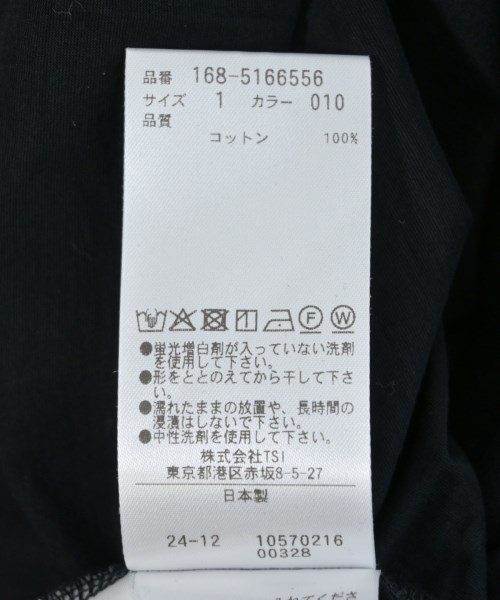 品番 168-5166556
サイズ 1 カラー 010
品質
コットン 100%
F W
●蛍光増白剤が入っていない洗剤
を使用して下さい。
●形をととのえてから干して下さ
い。
●濡れたままの放置や、長時間の
浸漬はしないで下さい。
●中性洗剤を使用して下さい。
株式会社TSI
東京都港区赤坂8-5-27
日本製
24-12 10570216
00328